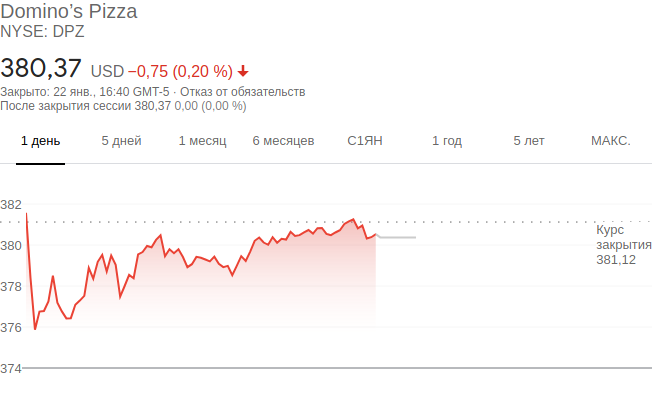 Domino’s Pizza
NYSE: DPZ
380,37 USD −0,75 (0,20 %)
Закрыто: 22 янв., 16:40 GMT-5 · Отказ от обязательств
После закрытия сессии 380,37 0,00 (0,00 %)
1 день 5 дней 1 месяц 6 месяцев С1ЯН 1 год 5 лет МАКС.
382
Курс
380 закрытия
381,12
378
376
374